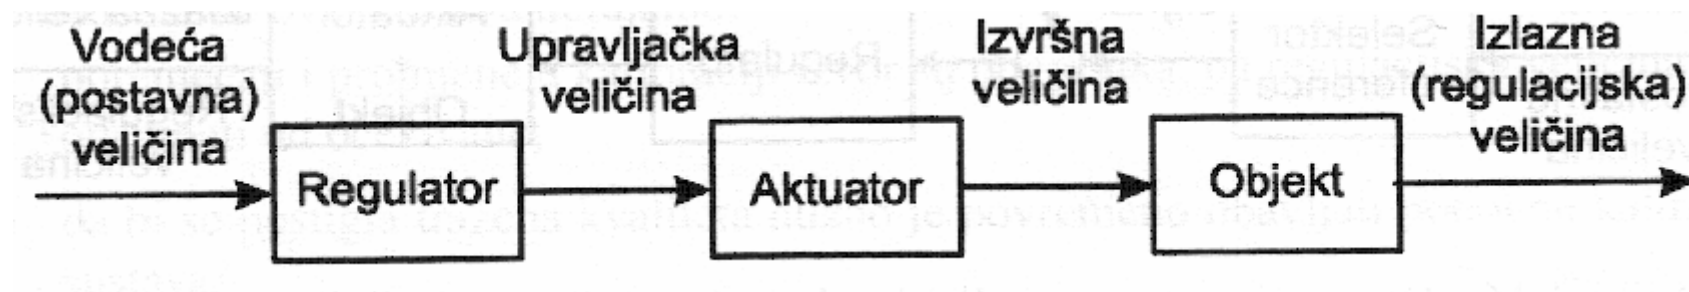 Vodeća
(postavna)
veličina
Regulator
Upravljačka
veličina
Aktuator
Izvršna
veličina
Objekt
Izlazna
(regulacijska)
veličina